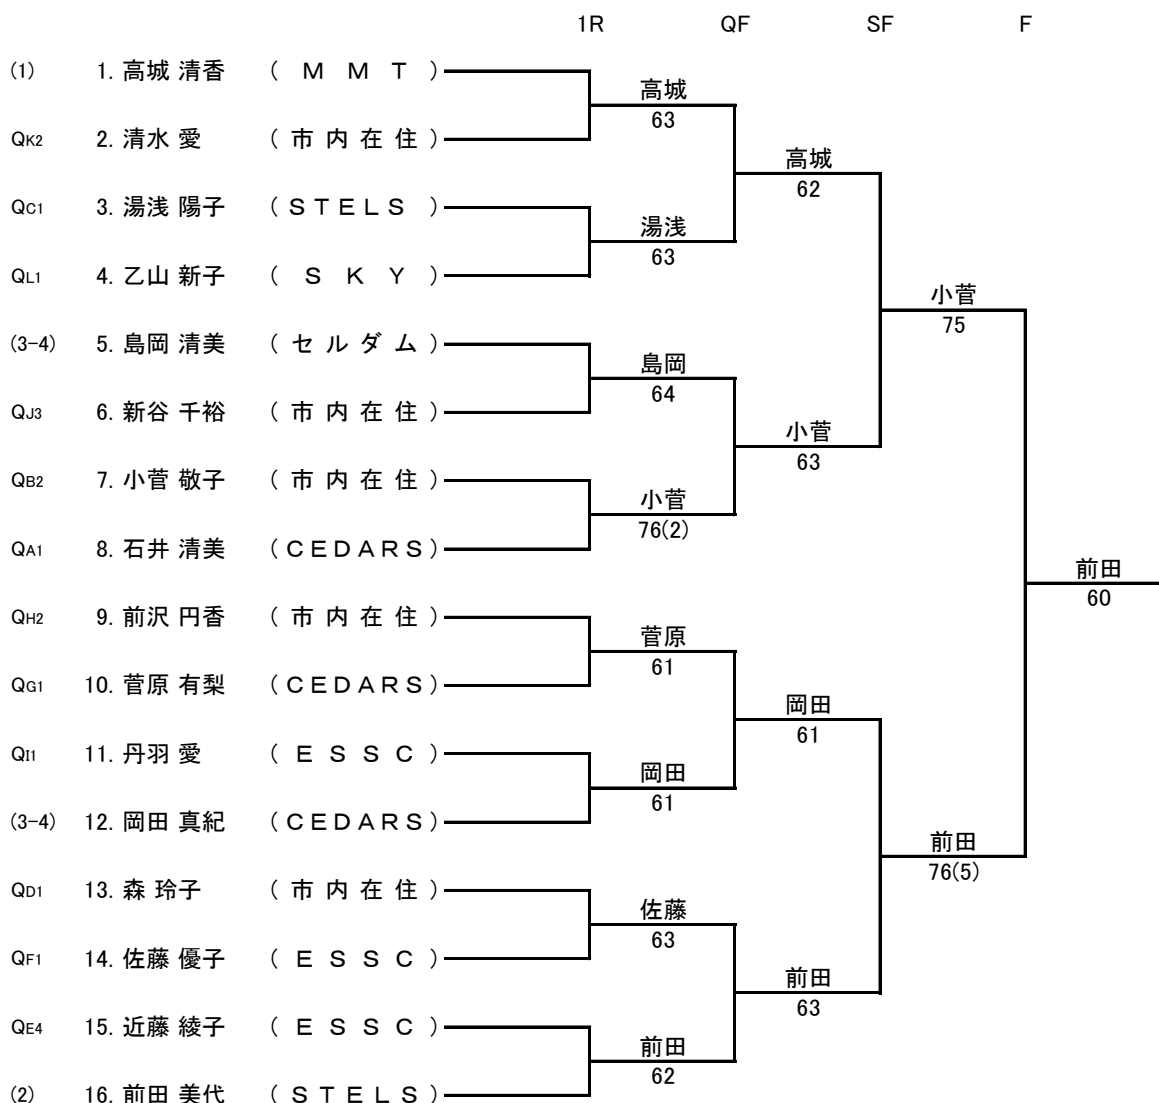 1R QF SF F
(1) 1. 高城 清香 ( M M T )
高城
63
QK2 2. 清水 愛 ( 市 内 在 住 )
高城
62
QC1 3. 湯浅 陽子 ( S T E L S )
湯浅
63
QL1 4. 乙山 新子 ( S K Y )
小菅
75
(3-4) 5. 島岡 清美 ( セ ル ダ ム )
島岡
64
QJ3 6. 新谷 千裕 ( 市 内 在 住 )
小菅
63
QB2 7. 小菅 敬子 ( 市 内 在 住 )
小菅
76(2)
QA1 8. 石井 清美 ( C E D A R S )
前田
60
QH2 9. 前沢 円香 ( 市 内 在 住 )
菅原
61
QG1 10. 菅原 有梨 ( C E D A R S )
岡田
61
QI1 11. 丹羽 愛 ( E S S C )
岡田
61
(3-4) 12. 岡田 真紀 ( C E D A R S )
前田
76(5)
QD1 13. 森 玲子 ( 市 内 在 住 )
佐藤
63
QF1 14. 佐藤 優子 ( E S S C )
前田
63
QE4 15. 近藤 綾子 ( E S S C )
前田
62
(2) 16. 前田 美代 ( S T E L S )